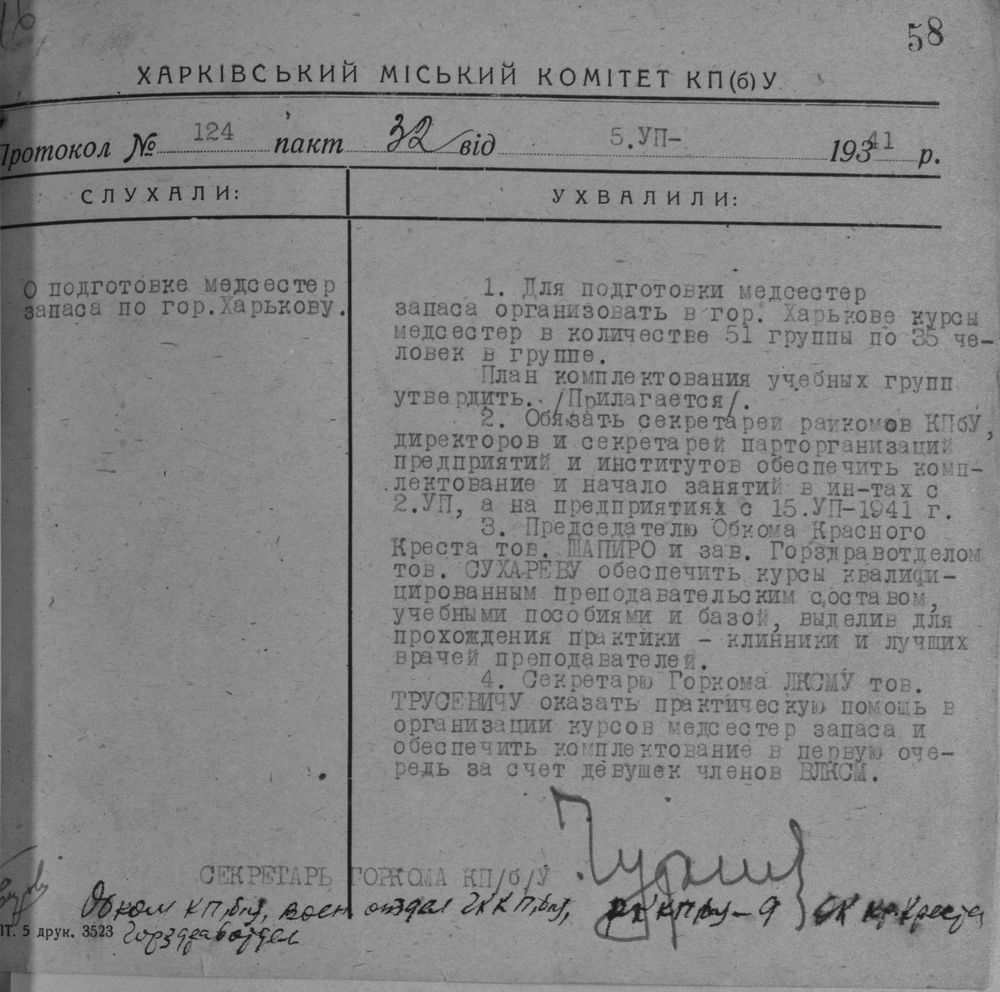 58
ХАРКІВСЬКИЙ МІСЬКИЙ КОМІТЕТ КП(б)У
Протокол № 124 пакт 32 від 5.УП- 1941 р.
СЛУХАЛИ:
УХВАЛИЛИ:
О подготовке медсестер
запаса по гор.Харькову.
1. Для подготовки медсестер
запаса организовать в гор. Харькове курсы
медсестер в количестве 51 группы по 35 че-
ловек в группе.
План комплектования учебных групп
утвердить. /Прилагается/.
2. Обязать секретарей райкомов КПбУ,
директоров и секретарей парторганизаций
предприятий и институтов обеспечить комп-
лектование и начало занятий в ин-тах с
2.УП, а на предприятиях с 15.УП-1941 г.
3. Председателю Обкома Красного
Креста тов. ШАПИРО и зав. Горздравотделом
тов. СУХАРЕВУ обеспечить курсы квалифи-
цированным преподавательским составом,
учебными пособиями и базой, выделив для
прохождения практики - клинники и лучших
врачей преподавателей.
4. Секретарю Горкома ЛКСМУ тов.
ТРУСЕВИЧУ оказать практическую помощь в
организации курсов медсестер запаса и
обеспечить комплектование в первую оче-
редь за счет девушек членов ВЛКСМ.
СЕКРЕТАРЬ ГОРКОМА КП/б/У
Обком КПбУ, воен отдел ГК КПбУ, РК КПбУ-9 ОК Кр Креста
Горздравотдел
ПТ. 5 друк. 3523